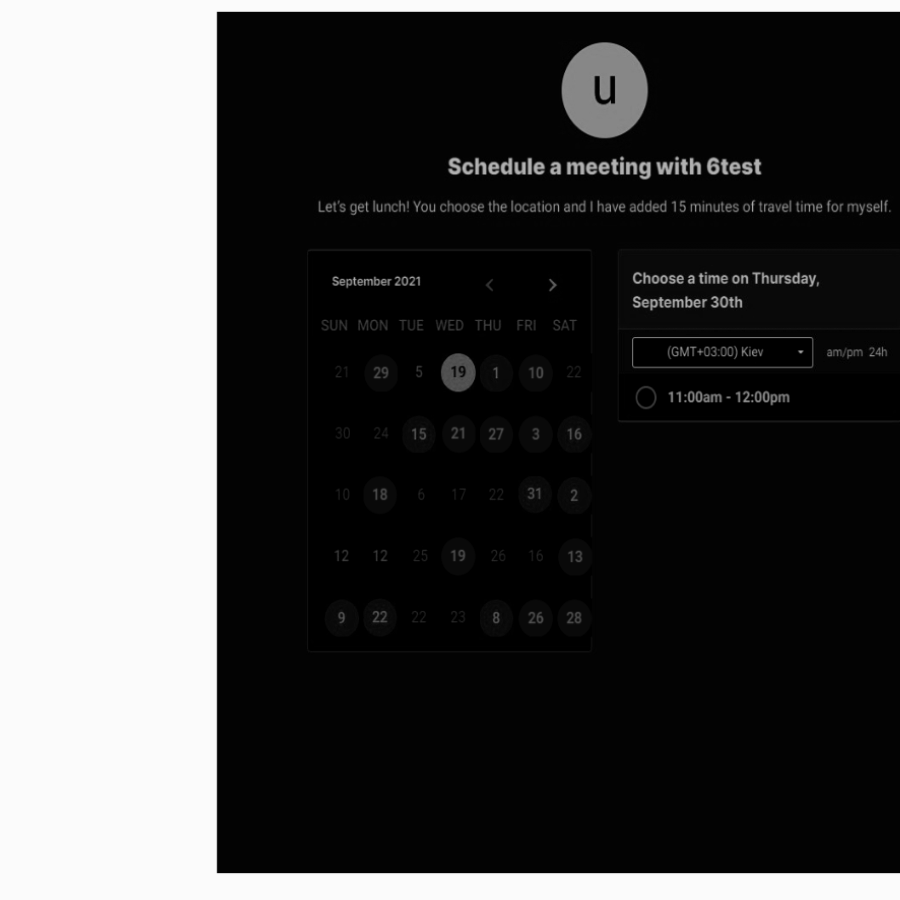 u
Schedule a meeting with 6test
Let's get lunch! You choose the location and I have added 15 minutes of travel time for myself.
September 2021
SUN MON TUE WED THU FRI SAT
21 29 5 19 1 10 22
30 24 15 21 27 3 16
10 18 6 17 22 31 2
12 12 25 19 26 16 13
9 22 22 23 8 26 28
Choose a time on Thursday,
September 30th
(GMT+03:00) Kiev am/pm 24h
11:00am - 12:00pm